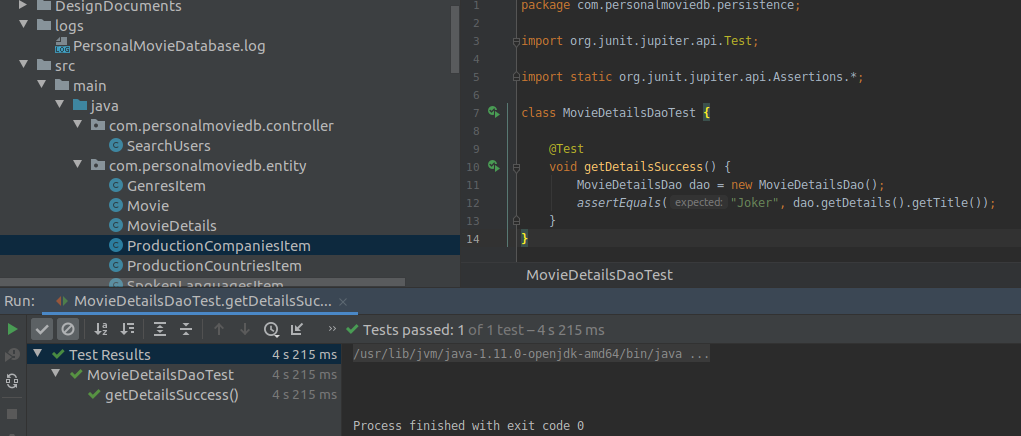 DesignDocuments
logs
LOG PersonalMovieDatabase.log
src
main
java
com.personalmoviedb.controller
C SearchUsers
com.personalmoviedb.entity
C GenresItem
C Movie
C MovieDetails
C ProductionCompaniesItem
C ProductionCountriesItem
C SpokenLanguagesItem
1 package com.personalmoviedb.persistence;
2
3 import org.junit.jupiter.api.Test;
4
5 import static org.junit.jupiter.api.Assertions.*;
6
7 class MovieDetailsDaoTest {
8
9 @Test
10 void getDetailsSuccess() {
11 MovieDetailsDao dao = new MovieDetailsDao();
12 assertEquals( expected: "Joker", dao.getDetails().getTitle());
13 }
14 }
MovieDetailsDaoTest
Run: MovieDetailsDaoTest.getDetailsSuc... ×
» Tests passed: 1 of 1 test – 4 s 215 ms
Test Results 4 s 215 ms
MovieDetailsDaoTest 4 s 215 ms
getDetailsSuccess() 4 s 215 ms
/usr/lib/jvm/java-1.11.0-openjdk-amd64/bin/java ...
Process finished with exit code 0